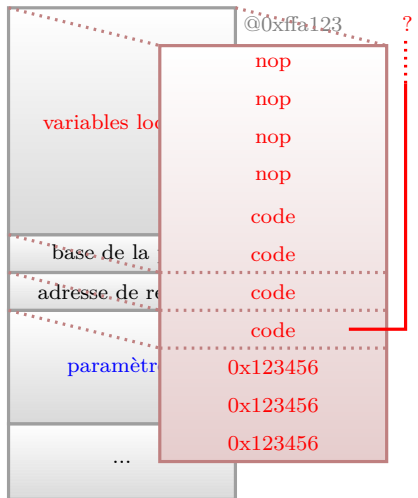 @0xffa123
?
nop
nop
variables loc
nop
nop
code
base de la
code
adresse de re
code
code
paramètre
0x123456
0x123456
0x123456
...